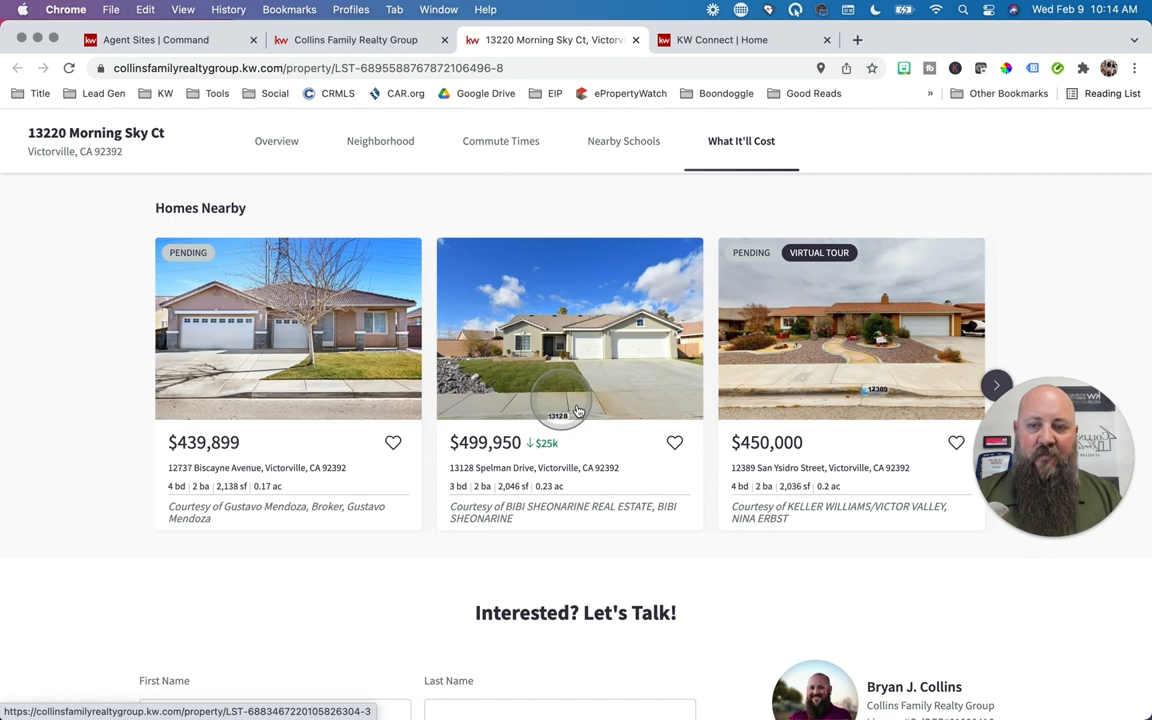 Chrome File Edit View History Bookmarks Profiles Tab Window Help Wed Feb 9 10:14 AM
kw Agent Sites | Command kw Collins Family Realty Group kw 13220 Morning Sky Ct, Victorv kw KW Connect | Home
collinsfamilyrealtygroup.kw.com/property/LST-6895588767872106496-8
Title Lead Gen KW Tools Social CRMLS CAR.org Google Drive EIP ePropertyWatch Boondoggle Good Reads » Other Bookmarks Reading List
13220 Morning Sky Ct
Victorville, CA 92392
Overview Neighborhood Commute Times Nearby Schools What It'll Cost
Homes Nearby
PENDING
PENDING VIRTUAL TOUR
13128
12389
$439,899
12737 Biscayne Avenue, Victorville, CA 92392
4 bd | 2 ba | 2,138 sf | 0.17 ac
Courtesy of Gustavo Mendoza, Broker, Gustavo
Mendoza
$499,950 ↓$25k
13128 Spelman Drive, Victorville, CA 92392
3 bd | 2 ba | 2,046 sf | 0.23 ac
Courtesy of BIBI SHEONARINE REAL ESTATE, BIBI
SHEONARINE
$450,000
12389 San Ysidro Street, Victorville, CA 92392
4 bd | 2 ba | 2,036 sf | 0.2 ac
Courtesy of KELLER WILLIAMS/VICTOR VALLEY,
NINA ERBST
Interested? Let's Talk!
First Name
Last Name
Bryan J. Collins
Collins Family Realty Group
https://collinsfamilyrealtygroup.kw.com/property/LST-6883467220105826304-3